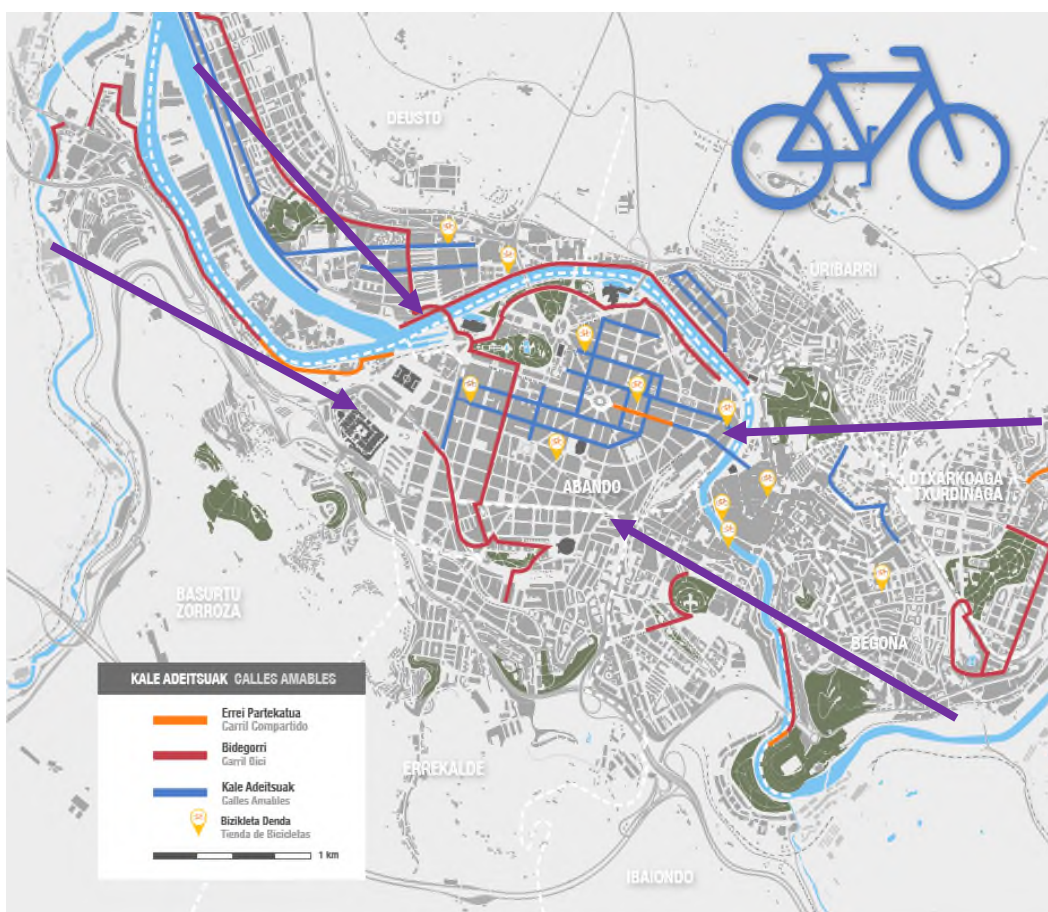 DEUSTO
URIBARRI
OTXARKOAGA
TXURDINAGA
ABANDO
BASURTU
ZORROZA
BEGOÑA
KALE ADEITSUAK CALLES AMABLES
Errei Partekatua
Carril Compartido
Bidegorri
Carril Bici
Kale Adeitsuak
Calles Amables
Bizikleta Denda
Tienda de Bicicletas
1 km
ERREKALDE
IBAIONDO